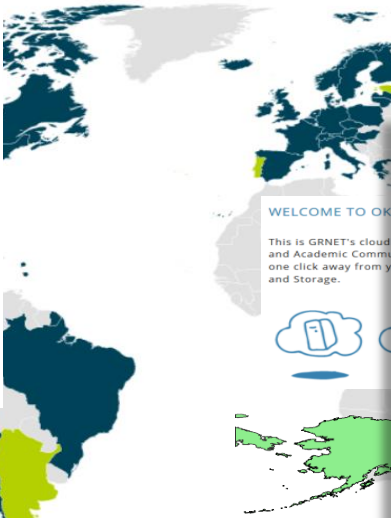 WELCOME TO OK
This is GRNET's cloud
and Academic Commu
one click away from y
and Storage.